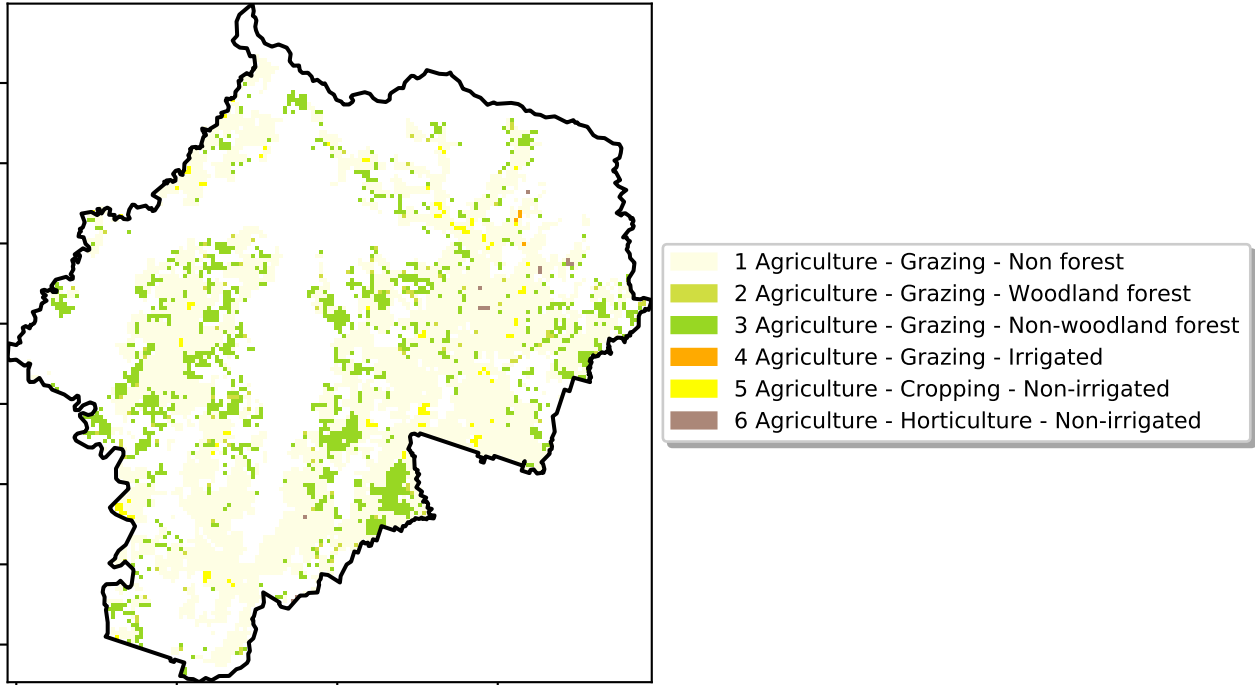 1 Agriculture - Grazing - Non forest
2 Agriculture - Grazing - Woodland forest
3 Agriculture - Grazing - Non-woodland forest
4 Agriculture - Grazing - Irrigated
5 Agriculture - Cropping - Non-irrigated
6 Agriculture - Horticulture - Non-irrigated